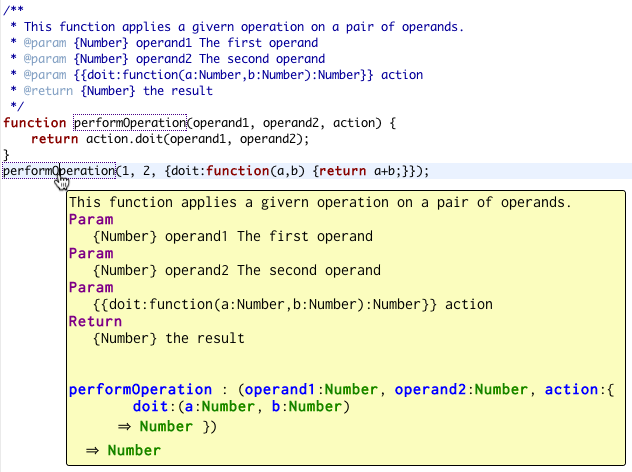 /**
 * This function applies a givern operation on a pair of operands.
 * @param {Number} operand1 The first operand
 * @param {Number} operand2 The second operand
 * @param {{doit:function(a:Number,b:Number):Number}} action
 * @return {Number} the result
 */
function performOperation(operand1, operand2, action) {
    return action.doit(operand1, operand2);
}
performOperation(1, 2, {doit:function(a,b) {return a+b;}});
This function applies a givern operation on a pair of operands.
Param
{Number} operand1 The first operand
Param
{Number} operand2 The second operand
Param
{{doit:function(a:Number,b:Number):Number}} action
Return
{Number} the result
performOperation : (operand1:Number, operand2:Number, action:{
doit:(a:Number, b:Number)
⇒ Number })
⇒ Number